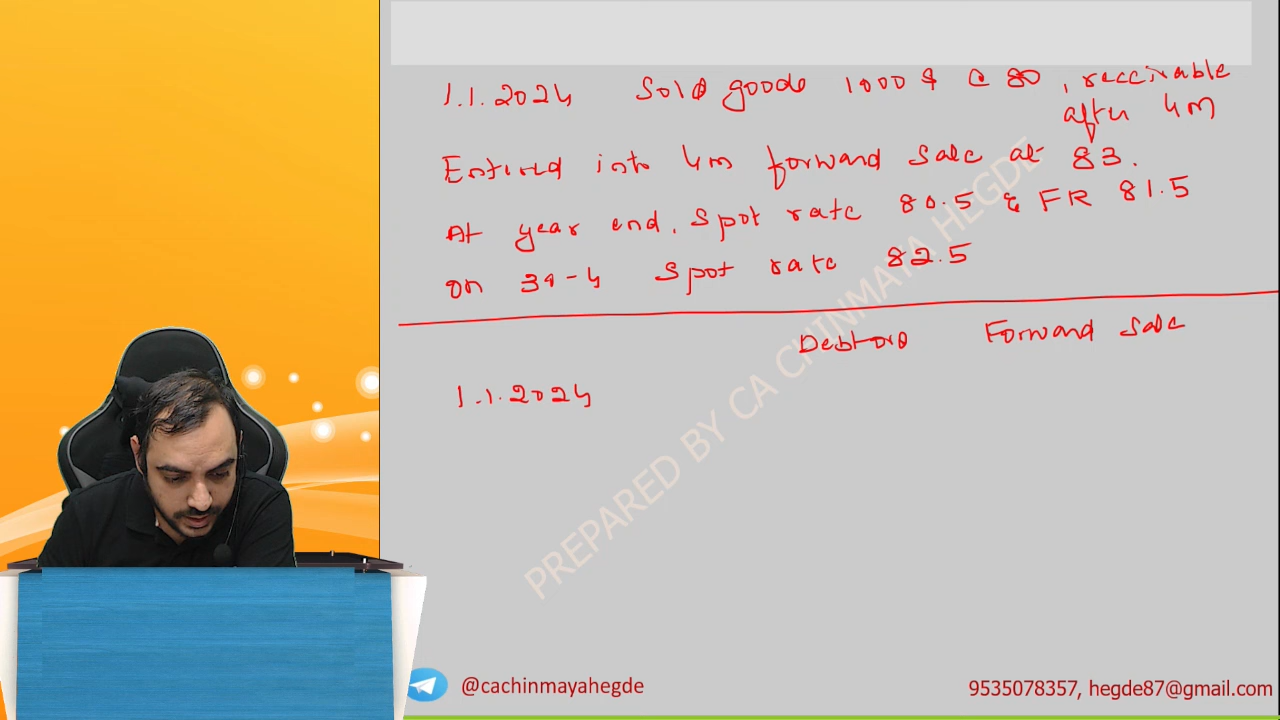 1.1.2024 Sold goods 1000 $ @ 80, receivable
after 4m
Entered into 4m forward sale at 83.
At year end, Spot rate 80.5 & FR 81.5
On 30-4 Spot rate 82.5
Debtors Forward Sale
1.1.2024
PREPARED BY CA CHINMAYA HEGDE
@cachinmayahegde
9535078357, hegde87@gmail.com